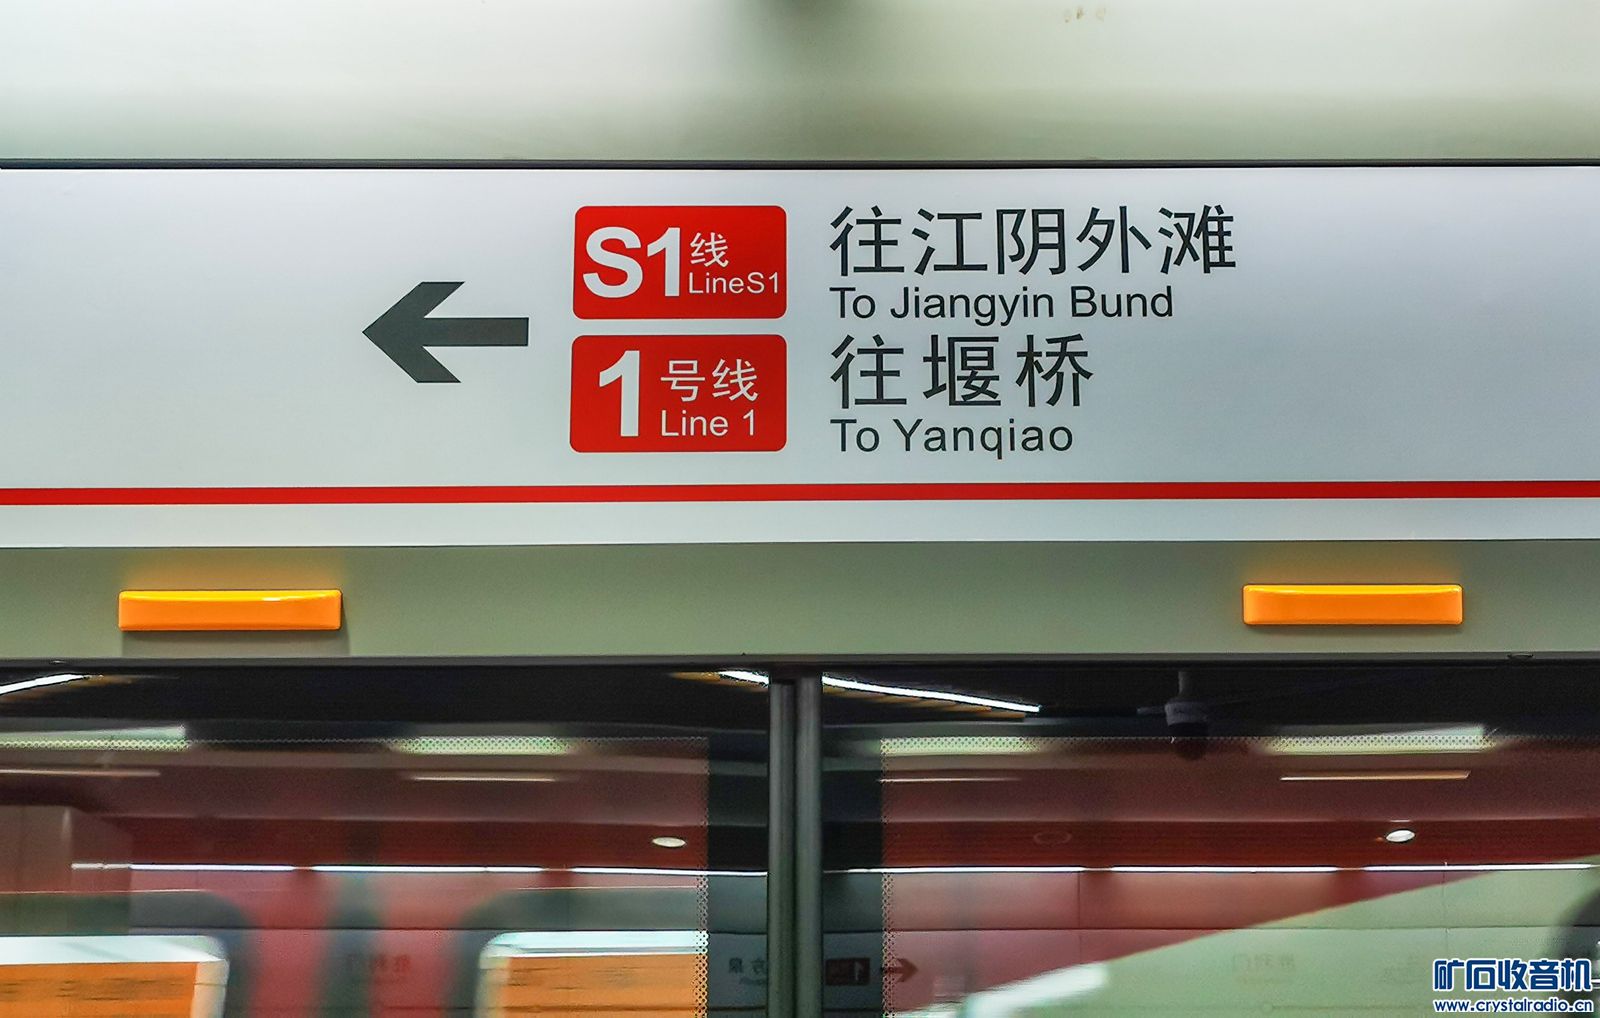 S1线
LineS1
往江阴外滩
To Jiangyin Bund
1号线
Line 1
往堰桥
To Yanqiao
矿石收音机
www.crystalradio.cn